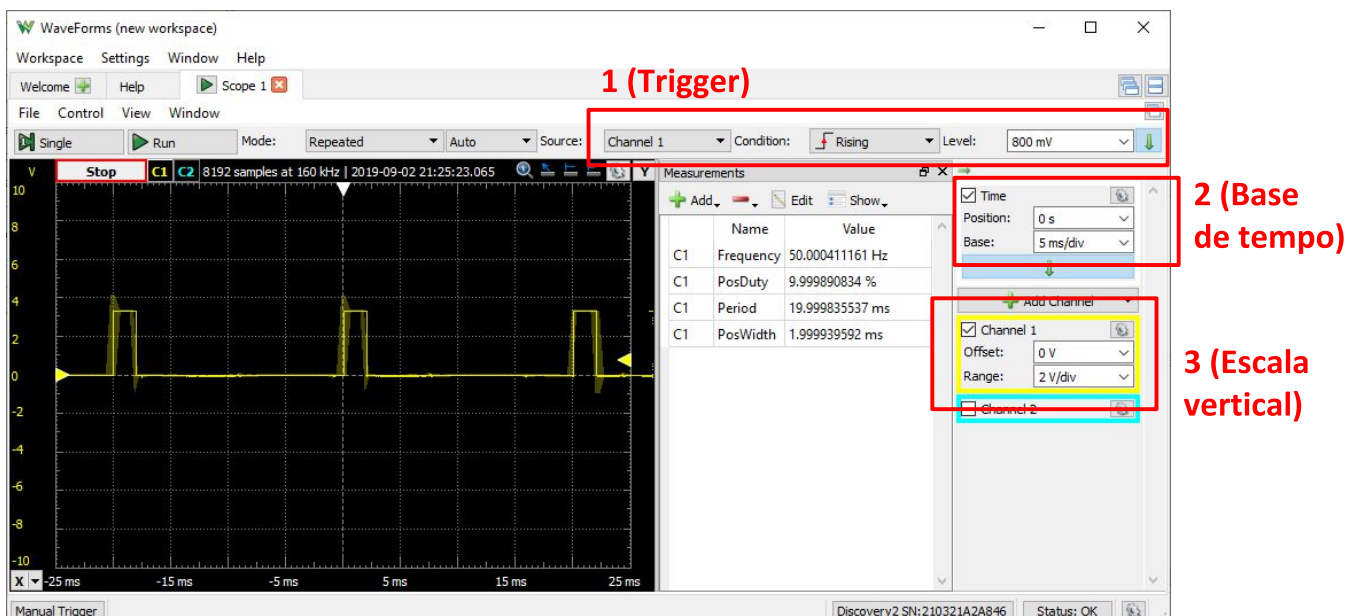 WaveForms (new workspace)
Workspace Settings Window Help
Welcome Help Scope 1
1 (Trigger)
File Control View Window
Single Run Mode: Repeated Auto Source: Channel 1 Condition: Rising Level: 800 mV
V Stop C1 C2 8192 samples at 160 kHz | 2019-09-02 21:25:23.065 Y
Measurements
Add Edit Show
Name Value
C1 Frequency 50.000411161 Hz
C1 PosDuty 9.999890834 %
C1 Period 19.999835537 ms
C1 PosWidth 1.999939592 ms
Time
Position: 0 s
Base: 5 ms/div
2 (Base
de tempo)
Add Channel
Channel 1
Offset: 0 V
Range: 2 V/div
Channel 2
3 (Escala
vertical)
10
8
6
4
2
0
-2
-4
-6
-8
-10
X -25 ms -15 ms -5 ms 5 ms 15 ms 25 ms
Manual Trigger Discovery2 SN:210321A2A846 Status: OK